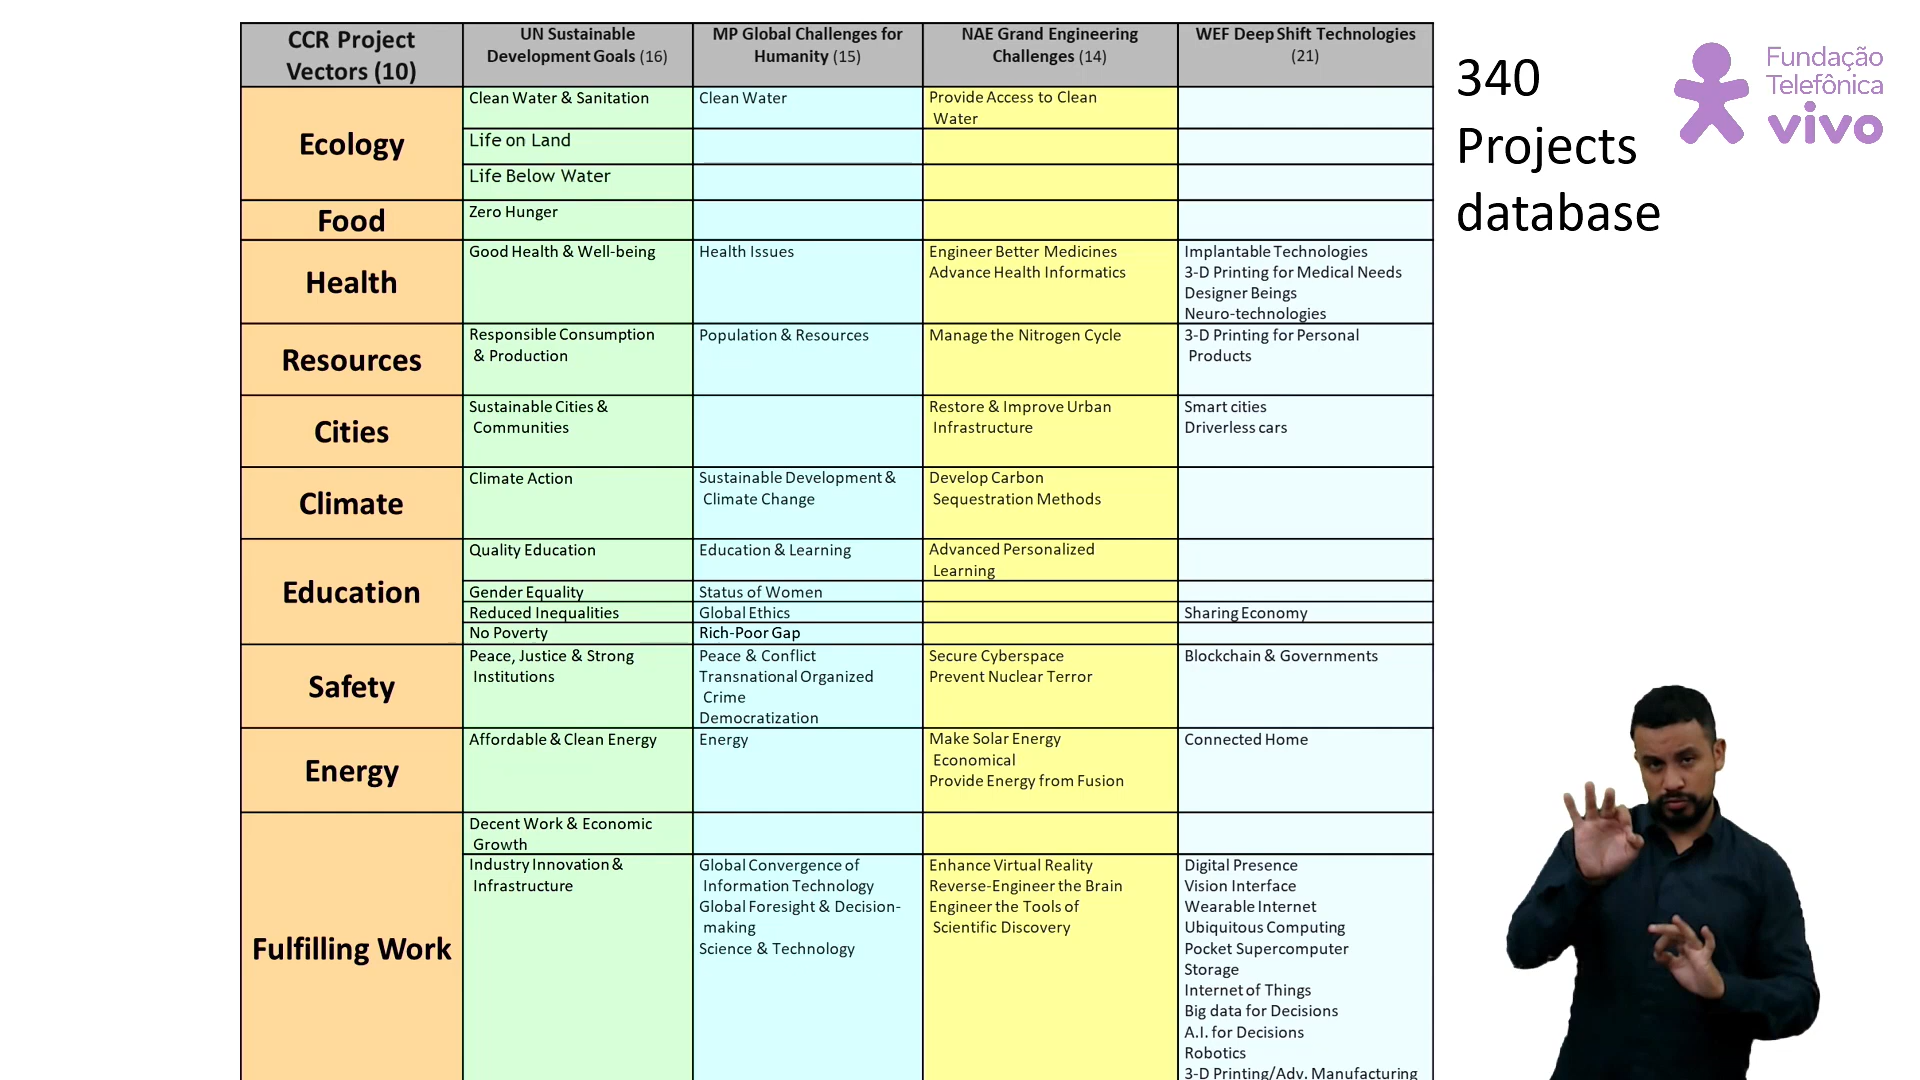 CCR Project
Vectors (10)
UN Sustainable
Development Goals (16)
MP Global Challenges for
Humanity (15)
NAE Grand Engineering
Challenges (14)
WEF Deep Shift Technologies
(21)
Ecology
Clean Water & Sanitation
Clean Water
Provide Access to Clean
Water
Life on Land
Life Below Water
Food
Zero Hunger
Health
Good Health & Well-being
Health Issues
Engineer Better Medicines
Advance Health Informatics
Implantable Technologies
3-D Printing for Medical Needs
Designer Beings
Neuro-technologies
Resources
Responsible Consumption
& Production
Population & Resources
Manage the Nitrogen Cycle
3-D Printing for Personal
Products
Cities
Sustainable Cities &
Communities
Restore & Improve Urban
Infrastructure
Smart cities
Driverless cars
Climate
Climate Action
Sustainable Development &
Climate Change
Develop Carbon
Sequestration Methods
Education
Quality Education
Education & Learning
Advanced Personalized
Learning
Gender Equality
Status of Women
Reduced Inequalities
Global Ethics
Sharing Economy
No Poverty
Rich-Poor Gap
Safety
Peace, Justice & Strong
Institutions
Peace & Conflict
Transnational Organized
Crime
Democratization
Secure Cyberspace
Prevent Nuclear Terror
Blockchain & Governments
Energy
Affordable & Clean Energy
Energy
Make Solar Energy
Economical
Provide Energy from Fusion
Connected Home
Fulfilling Work
Decent Work & Economic
Growth
Industry Innovation &
Infrastructure
Global Convergence of
Information Technology
Global Foresight & Decision-
making
Science & Technology
Enhance Virtual Reality
Reverse-Engineer the Brain
Engineer the Tools of
Scientific Discovery
Digital Presence
Vision Interface
Wearable Internet
Ubiquitous Computing
Pocket Supercomputer
Storage
Internet of Things
Big data for Decisions
A.I. for Decisions
Robotics
3-D Printing/Adv. Manufacturing
340
Projects
database
Fundação
Telefônica
vivo